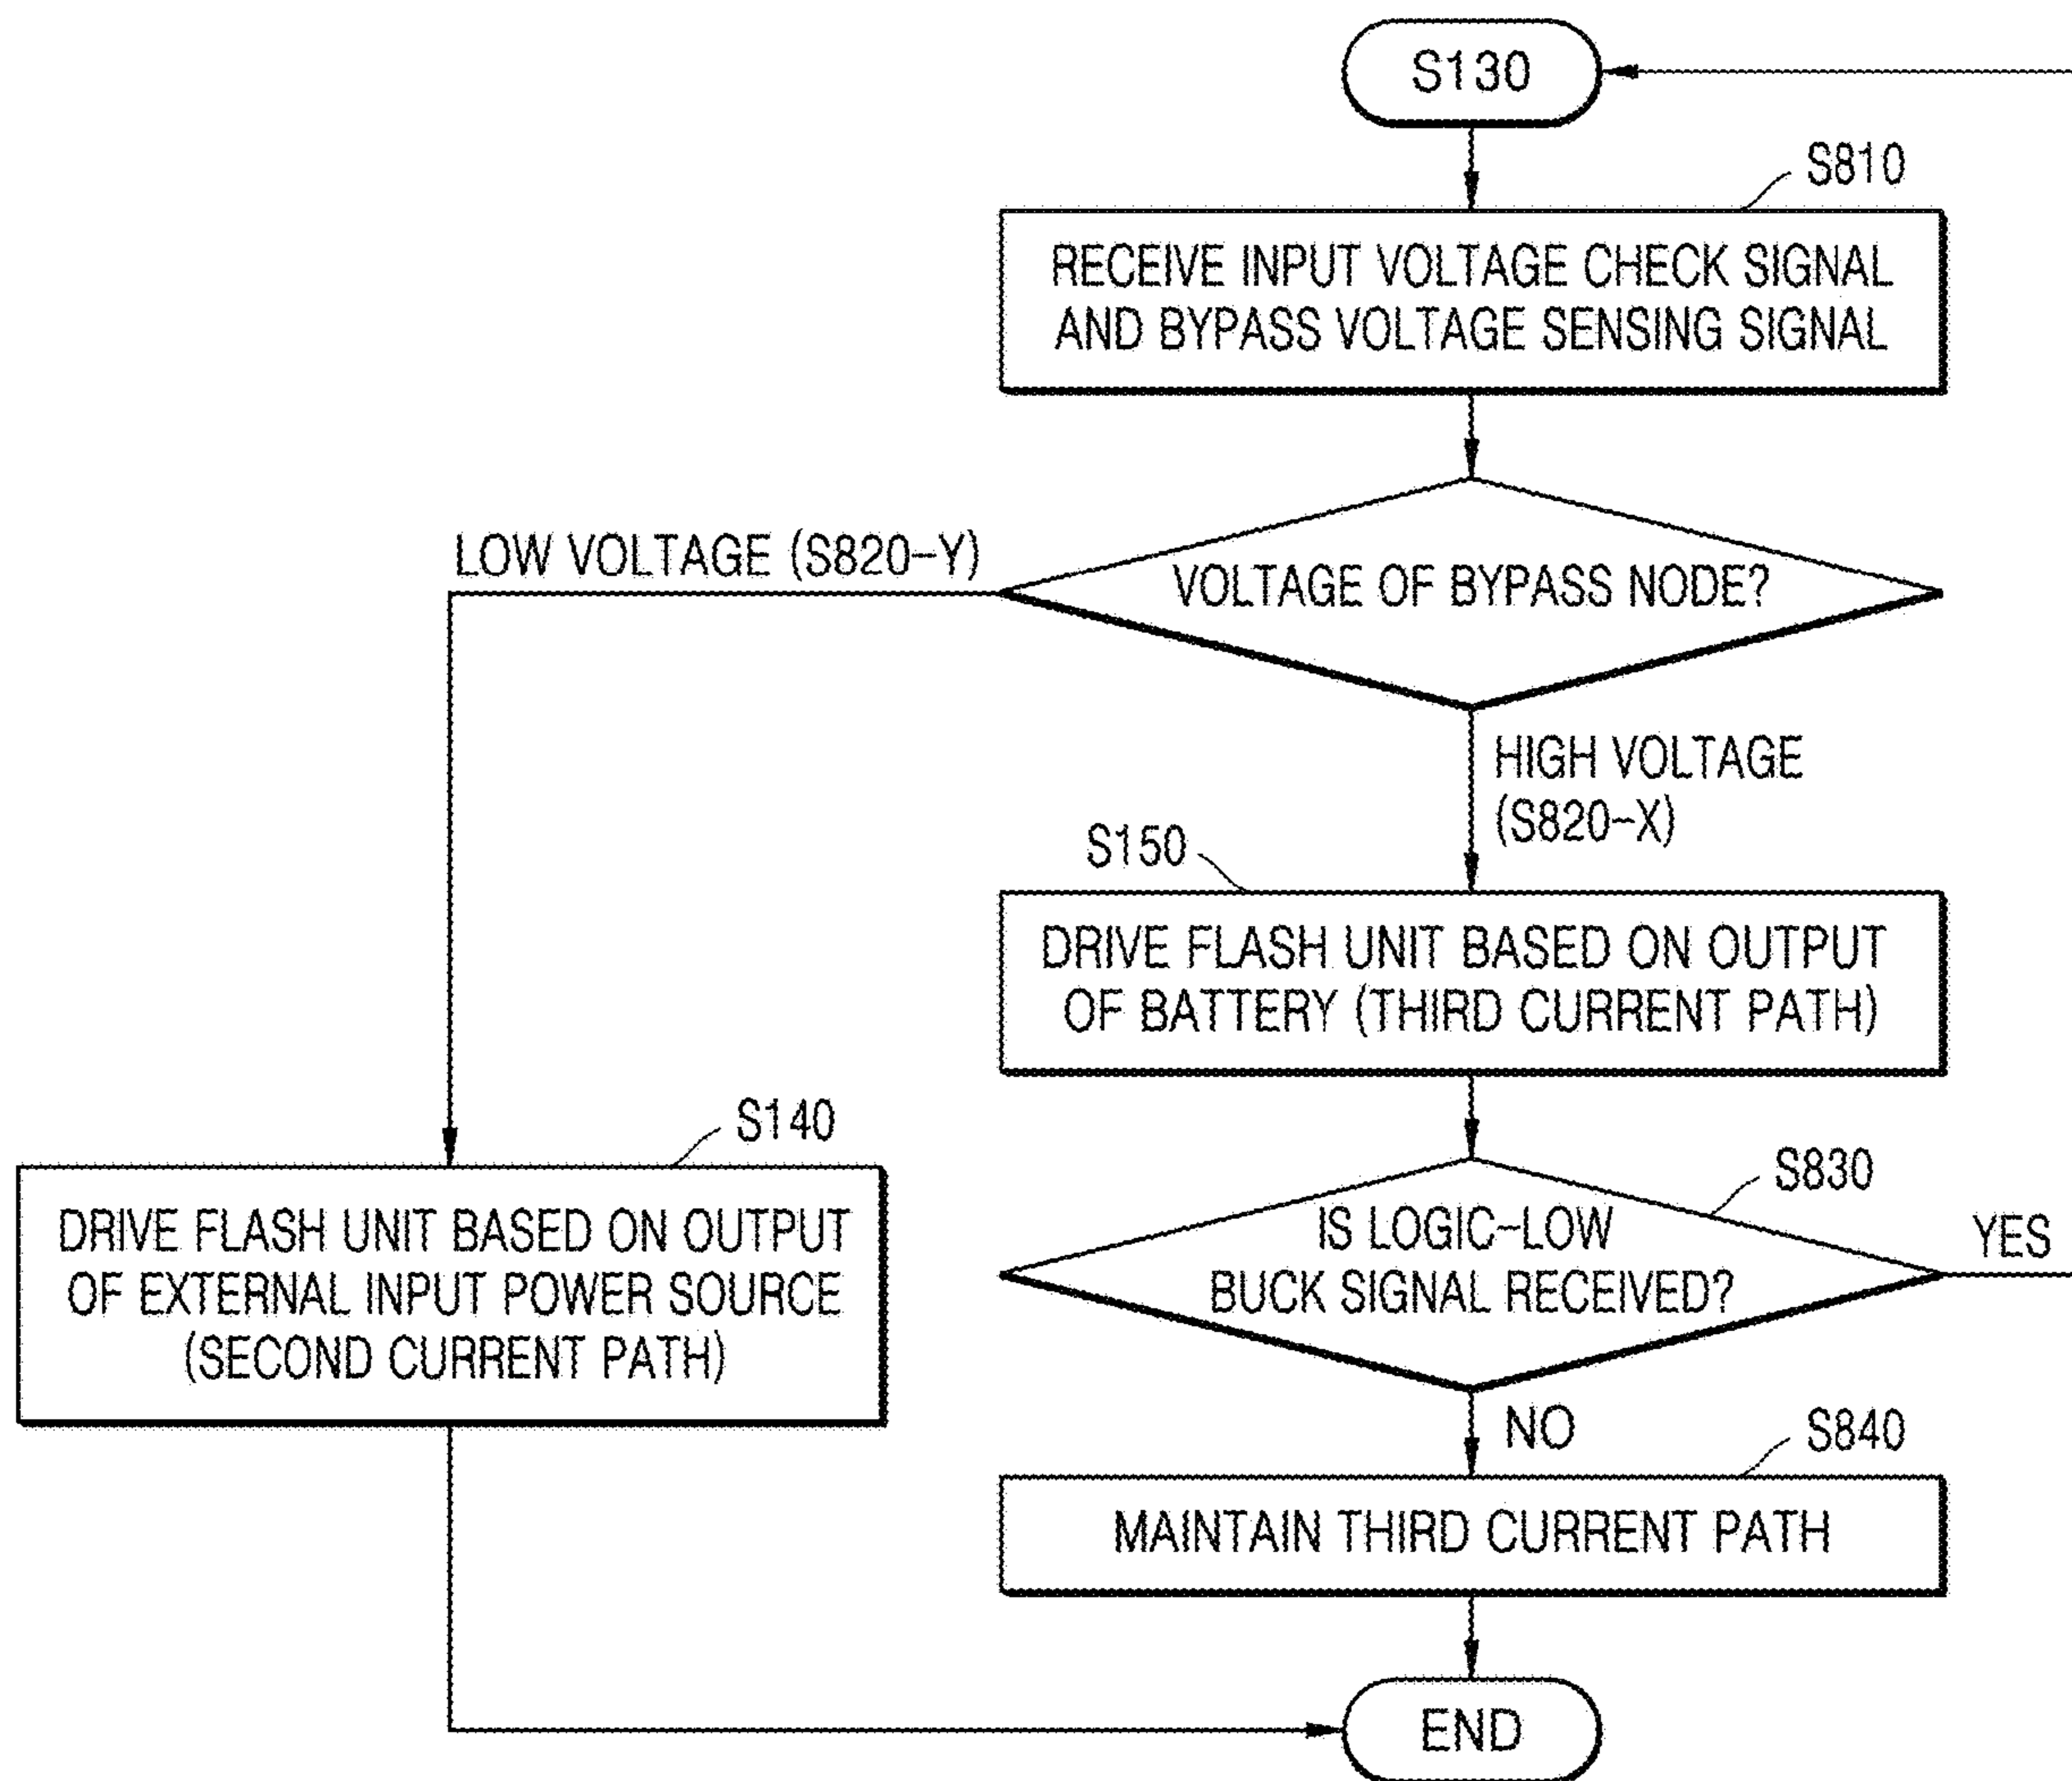 S130
S810
RECEIVE INPUT VOLTAGE CHECK SIGNAL
AND BYPASS VOLTAGE SENSING SIGNAL
LOW VOLTAGE (S820-Y)
VOLTAGE OF BYPASS NODE?
HIGH VOLTAGE
(S820-X)
S150
DRIVE FLASH UNIT BASED ON OUTPUT
OF BATTERY (THIRD CURRENT PATH)
S140
DRIVE FLASH UNIT BASED ON OUTPUT
OF EXTERNAL INPUT POWER SOURCE
(SECOND CURRENT PATH)
S830
IS LOGIC-LOW
BUCK SIGNAL RECEIVED?
YES
NO
S840
MAINTAIN THIRD CURRENT PATH
END